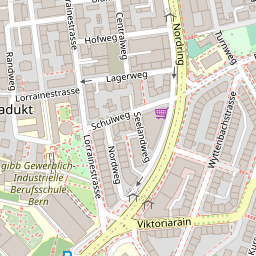 Hofweg
Centralweg
Nordring
Turnweg
Randweg
Lorrainestrasse
Lagerweg
Lorrainestrasse
adukt
Schulweg
Seelandweg
Wyttenbachstrasse
gibb Gewerblich-
Industrielle
Berufsschule
Bern
Lorrainestrasse
Nordweg
Viktoriarain